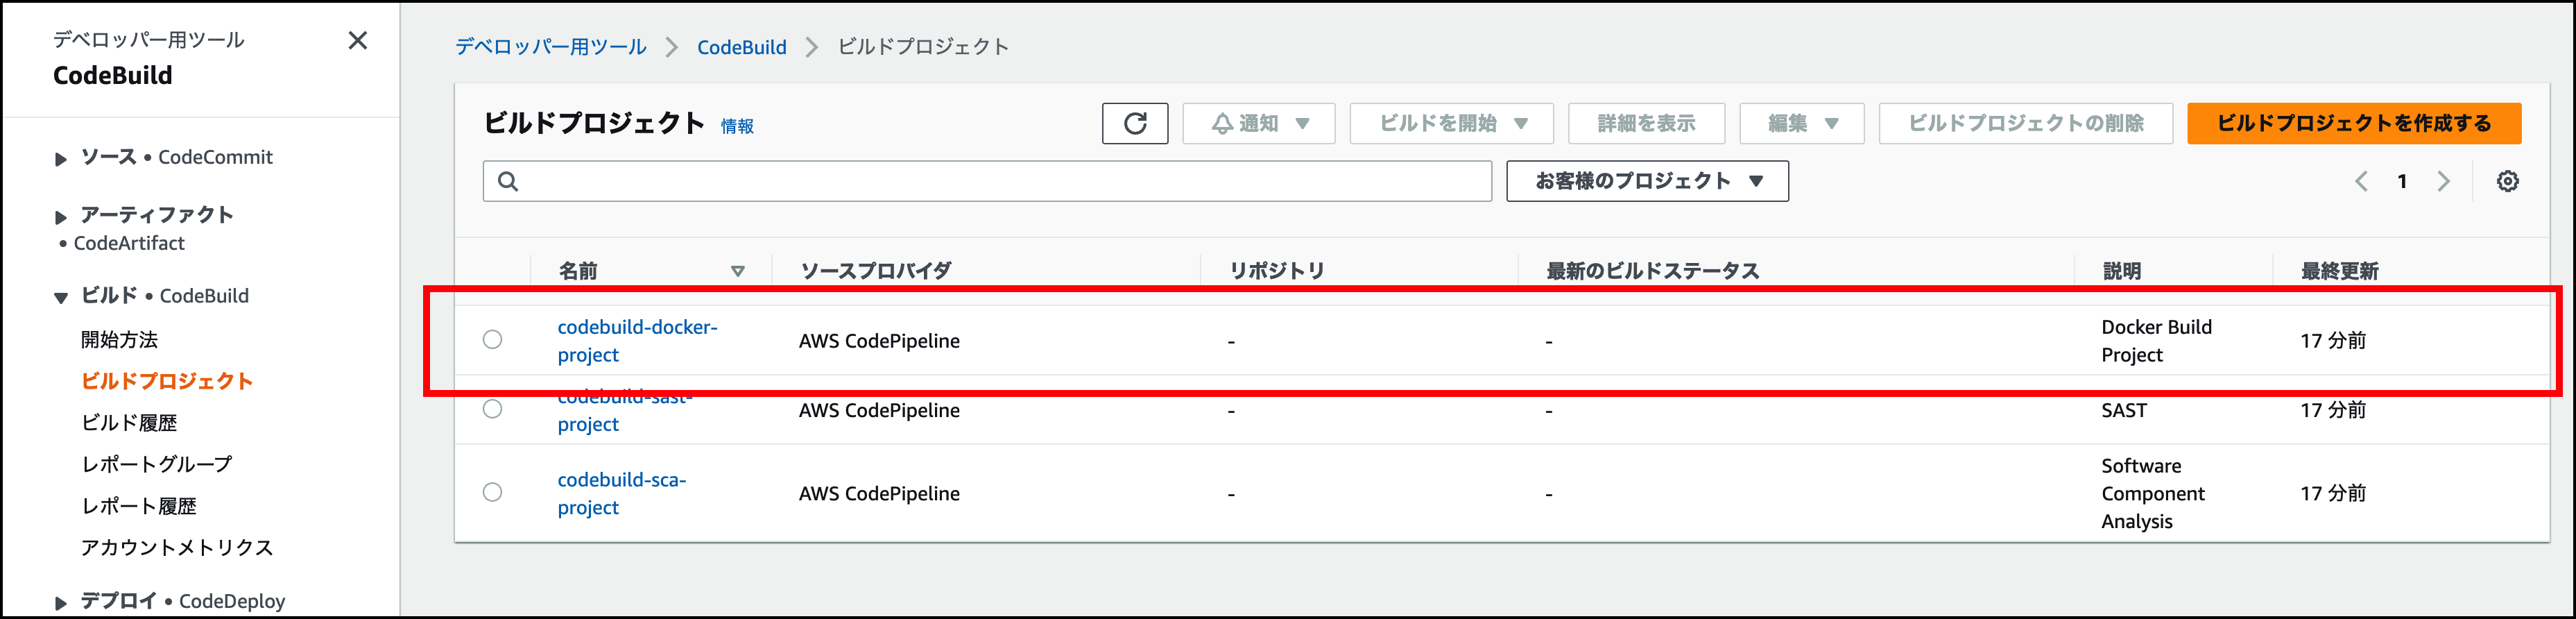 デベロッパー用ツール
CodeBuild
ソース • CodeCommit
アーティファクト
• CodeArtifact
ビルド • CodeBuild
開始方法
ビルドプロジェクト
ビルド履歴
レポートグループ
レポート履歴
アカウントメトリクス
デプロイ • CodeDeploy
デベロッパー用ツール CodeBuild ビルドプロジェクト
ビルドプロジェクト 情報
通知 ビルドを開始 詳細を表示 編集 ビルドプロジェクトの削除 ビルドプロジェクトを作成する
お客様のプロジェクト 1
名前 ソースプロバイダ リポジトリ 最新のビルドステータス 説明 最終更新
codebuild-docker-
project
AWS CodePipeline - -
Docker Build
Project
17 分前
codebuild-sast-
project
AWS CodePipeline - - SAST 17 分前
codebuild-sca-
project
AWS CodePipeline - -
Software
Component
Analysis
17 分前